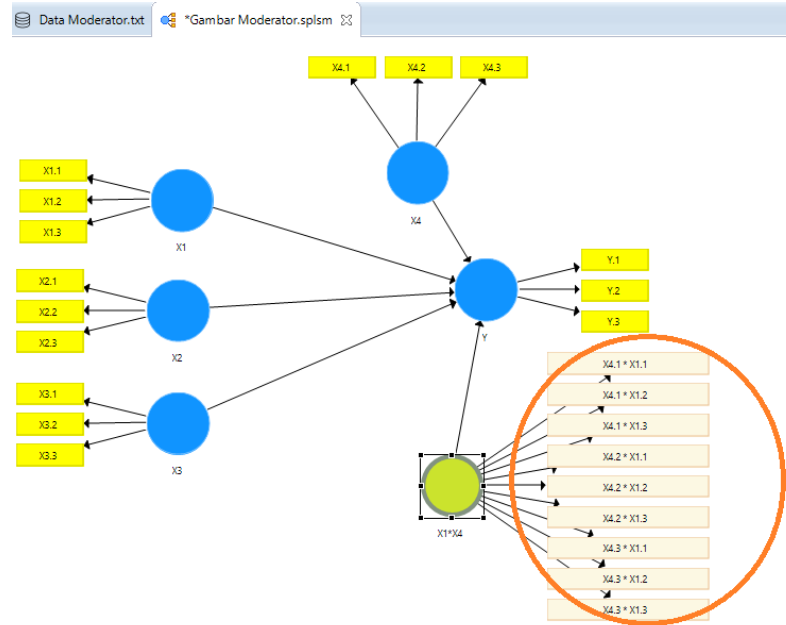 Data Moderator.txt
*Gambar Moderator.splsm
X4.1
X4.2
X4.3
X4
X1.1
X1.2
X1.3
X1
X2.1
X2.2
X2.3
X2
X3.1
X3.2
X3.3
X3
Y.1
Y.2
Y.3
Y
X4.1 * X1.1
X4.1 * X1.2
X4.1 * X1.3
X4.2 * X1.1
X4.2 * X1.2
X4.2 * X1.3
X4.3 * X1.1
X4.3 * X1.2
X4.3 * X1.3
X1*X4